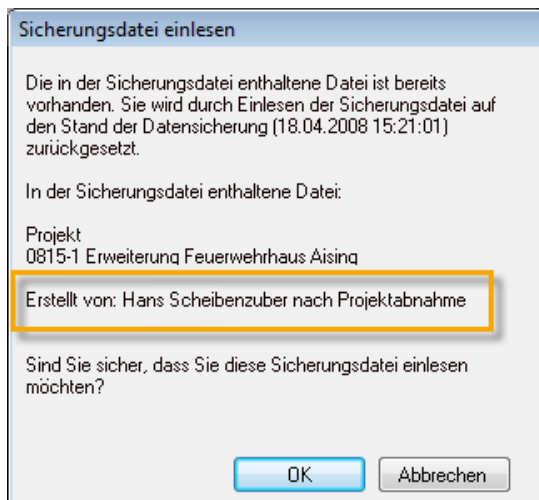 Sicherungsdatei einlesen
Die in der Sicherungsdatei enthaltene Datei ist bereits
vorhanden. Sie wird durch Einlesen der Sicherungsdatei auf
den Stand der Datensicherung (18.04.2008 15:21:01)
zurückgesetzt.
In der Sicherungsdatei enthaltene Datei:
Projekt
0815-1 Erweiterung Feuerwehrhaus Aising
Erstellt von: Hans Scheibenzuber nach Projektabnahme
Sind Sie sicher, dass Sie diese Sicherungsdatei einlesen
möchten?
OK Abbrechen